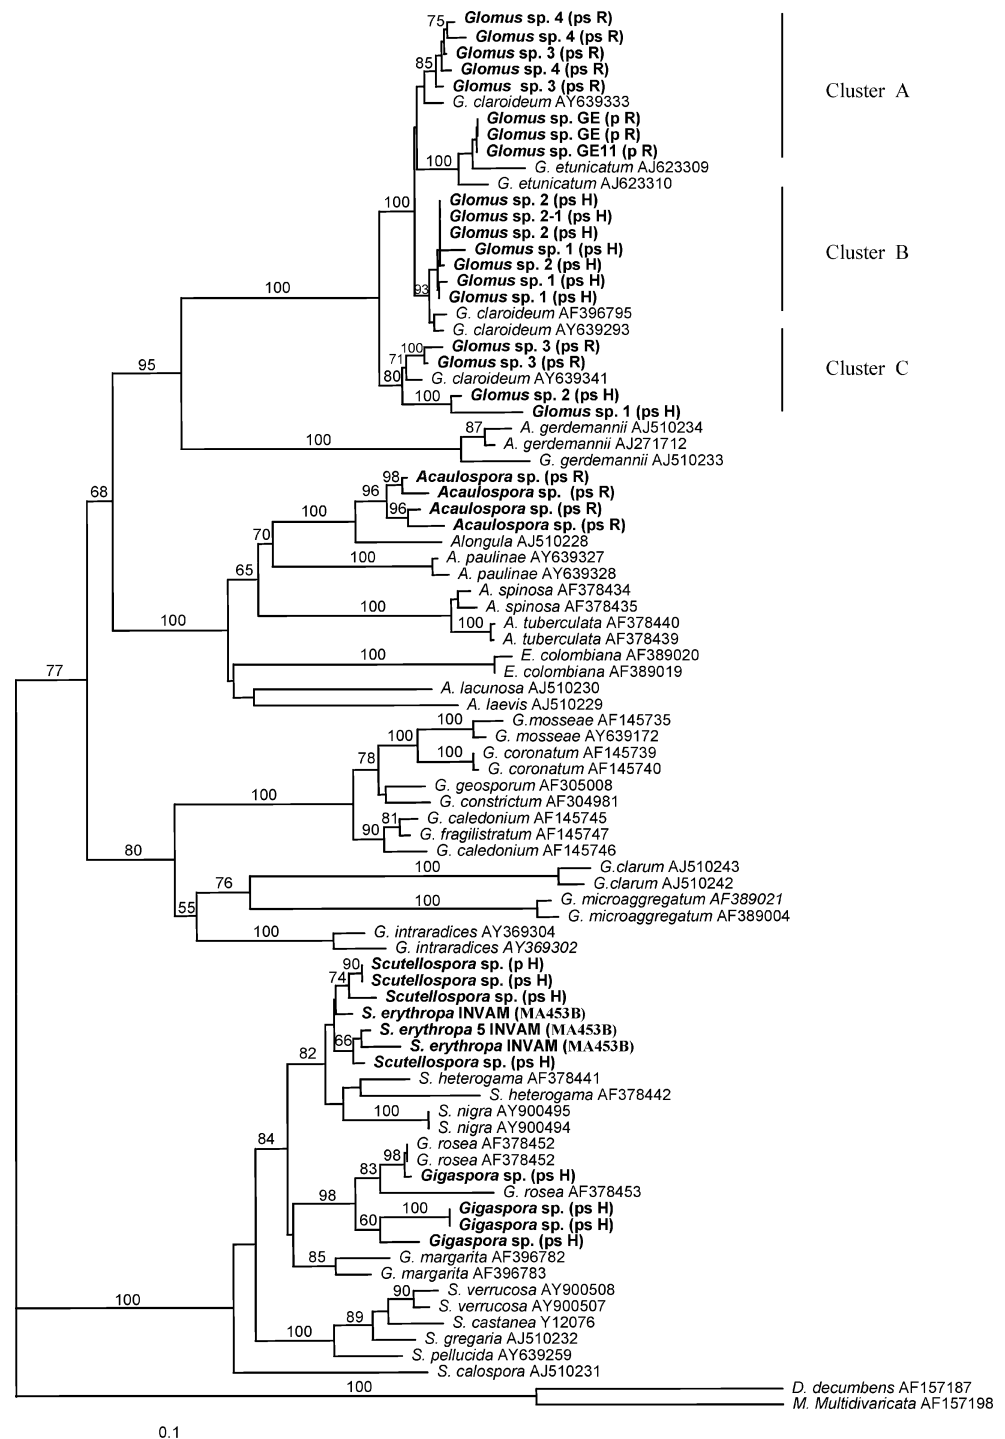 75
Glomus sp. 4 (ps R)
Glomus sp. 4 (ps R)
Glomus sp. 3 (ps R)
85
Glomus sp. 4 (ps R)
Glomus sp. 3 (ps R)
Cluster A
G. claroideum AY639333
Glomus sp. GE (p R)
Glomus sp. GE (p R)
Glomus sp. GE11 (p R)
100
G. etunicatum AJ623309
G. etunicatum AJ623310
100
Glomus sp. 2 (ps H)
Glomus sp. 2-1 (ps H)
Glomus sp. 2 (ps H)
Glomus sp. 1 (ps H)
Cluster B
Glomus sp. 2 (ps H)
Glomus sp. 1 (ps H)
93
Glomus sp. 1 (ps H)
100
G. claroideum AF396795
G. claroideum AY639293
100
Glomus sp. 3 (ps R)
71
Glomus sp. 3 (ps R)
95
Cluster C
80
G. claroideum AY639341
100
Glomus sp. 2 (ps H)
Glomus sp. 1 (ps H)
87
A. gerdemannii AJ510234
100
A. gerdemannii AJ271712
G. gerdemannii AJ510233
98
Acaulospora sp. (ps R)
68
96
Acaulospora sp. (ps R)
96
Acaulospora sp. (ps R)
100
Acaulospora sp. (ps R)
70
Alongula AJ510228
100
A. paulinae AY639327
65
A. paulinae AY639328
A. spinosa AF378434
100
A. spinosa AF378435
100
A. tuberculata AF378440
100
A. tuberculata AF378439
100
E. colombiana AF389020
77
E. colombiana AF389019
A. lacunosa AJ510230
A. laevis AJ510229
100
G.mosseae AF145735
100
G. mosseae AY639172
100
G. coronatum AF145739
78
G. coronatum AF145740
G. geosporum AF305008
100
G. constrictum AF304981
81
G. caledonium AF145745
90
G. fragilistratum AF145747
80
G. caledonium AF145746
100
G.clarum AJ510243
76
G.clarum AJ510242
100
G. microaggregatum AF389021
55
G. microaggregatum AF389004
100
G. intraradices AY369304
G. intraradices AY369302
90
Scutellospora sp. (p H)
74
Scutellospora sp. (ps H)
Scutellospora sp. (ps H)
S. erythropa INVAM (MA453B)
S. erythropa 5 INVAM (MA453B)
66
S. erythropa INVAM (MA453B)
82
Scutellospora sp. (ps H)
S. heterogama AF378441
S. heterogama AF378442
100
S. nigra AY900495
S. nigra AY900494
84
G. rosea AF378452
98
G. rosea AF378452
83
Gigaspora sp. (ps H)
98
G. rosea AF378453
100
Gigaspora sp. (ps H)
60
Gigaspora sp. (ps H)
Gigaspora sp. (ps H)
85
G. margarita AF396782
G. margarita AF396783
90
S. verrucosa AY900508
100
S. verrucosa AY900507
89
S. castanea Y12076
100
S. gregaria AJ510232
S. pellucida AY639259
S. calospora AJ510231
100
D. decumbens AF157187
M. Multidivaricata AF157198
0.1